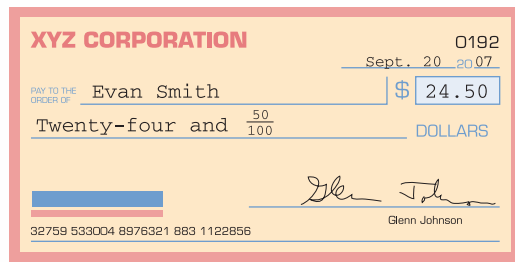 XYZ CORPORATION
0192
Sept. 20 2007
PAY TO THE
ORDER OF Evan Smith $ 24.50
Twenty-four and 50/100 DOLLARS
Glenn Johnson
Glenn Johnson
32759 533004 8976321 883 1122856